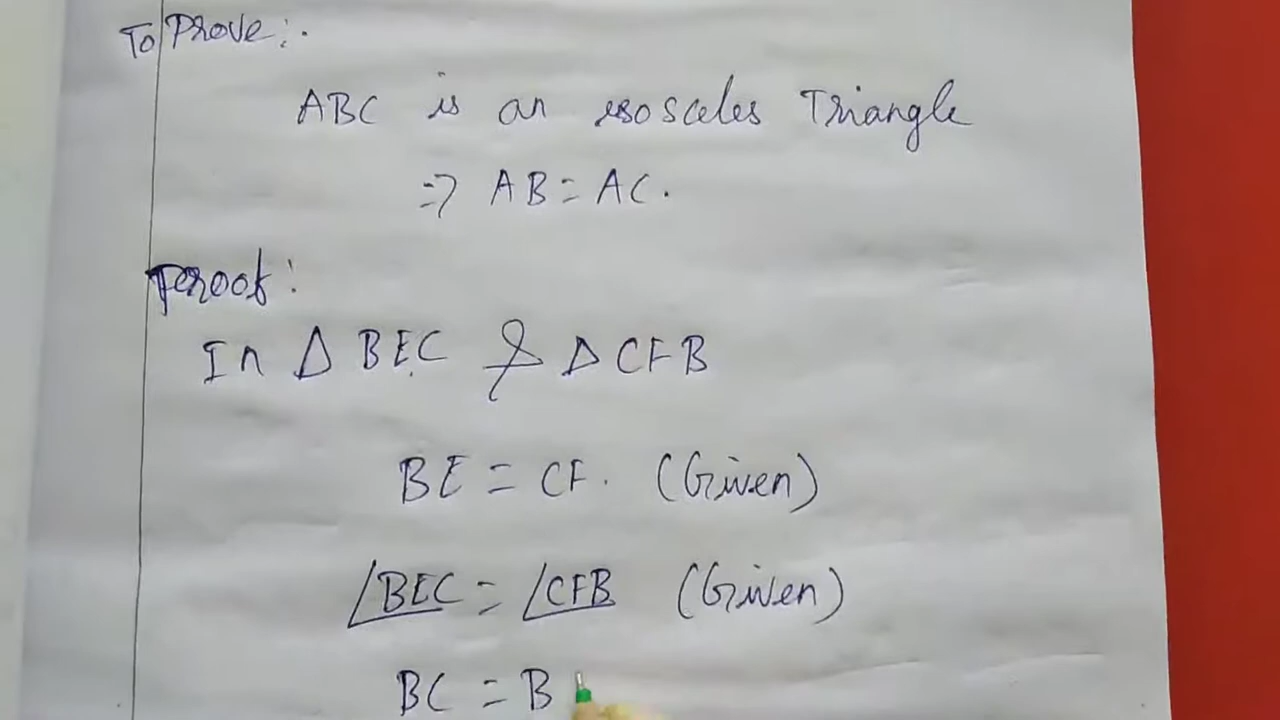 To Prove:.
ABC is an isosceles Triangle
⇒ AB = AC.
Proof:
In Δ BEC & Δ CFB
BE = CF. (Given)
∠BEC = ∠CFB (Given)
BC = B